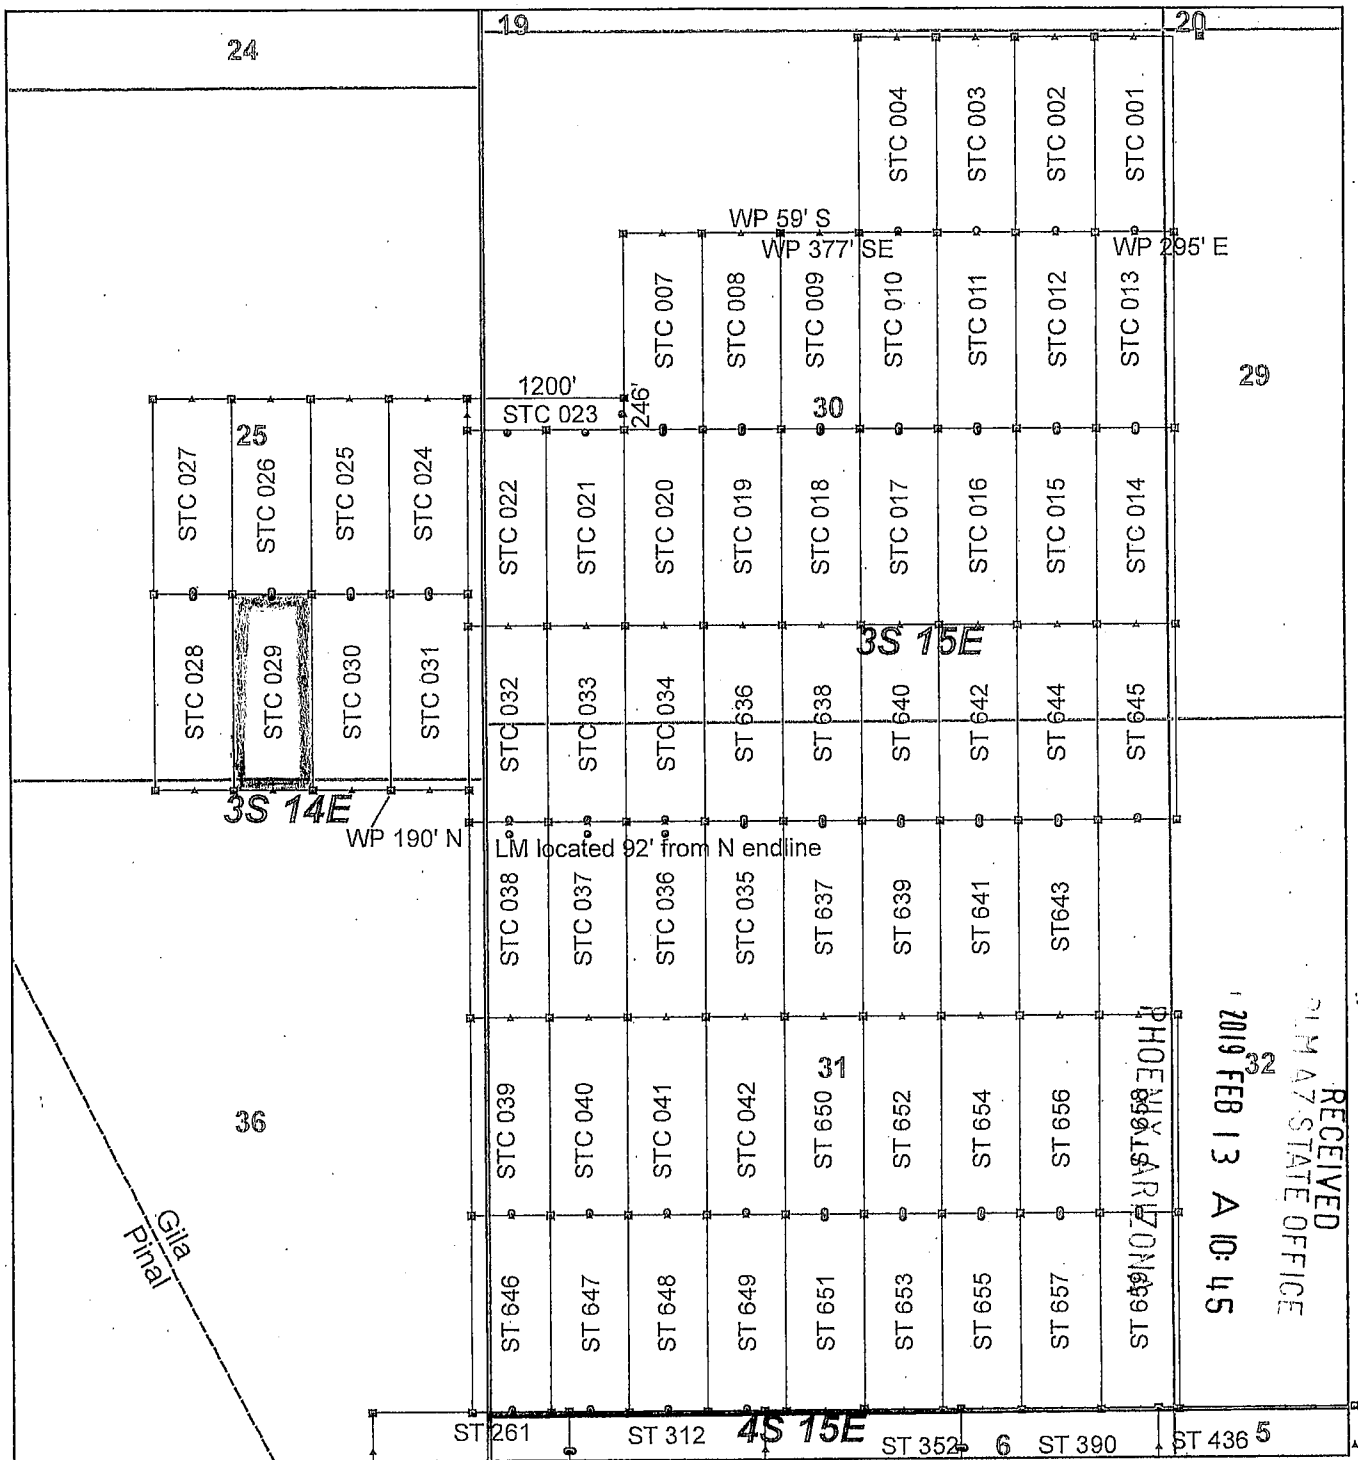 24
19
20
STC 004
STC 003
STC 002
STC 001
WP 59' S
WP 377' SE
WP 295' E
STC 007
STC 008
STC 009
STC 010
STC 011
STC 012
STC 013
29
1200'
STC 023
246'
30
25
STC 027
STC 026
STC 025
STC 024
STC 022
STC 021
STC 020
STC 019
STC 018
STC 017
STC 016
STC 015
STC 014
3S 15E
STC 028
STC 029
STC 030
STC 031
STC 032
STC 033
STC 034
ST 636
ST 638
ST 640
ST 642
ST 644
ST 645
3S 14E
WP 190' N
LM located 92' from N endline
STC 038
STC 037
STC 036
STC 035
ST 637
ST 639
ST 641
ST643
31
32
36
STC 039
STC 040
STC 041
STC 042
ST 650
ST 652
ST 654
ST 656
ST 658
RECEIVED
STATE OFFICE
2019 FEB 13 A 10:45
PHOENIX, ARIZONA
Gila
Pinal
ST 646
ST 647
ST 648
ST 649
ST 651
ST 653
ST 655
ST 657
ST 659
ST 261
ST 312
4S 15E
ST 352
6
ST 390
ST 436
5